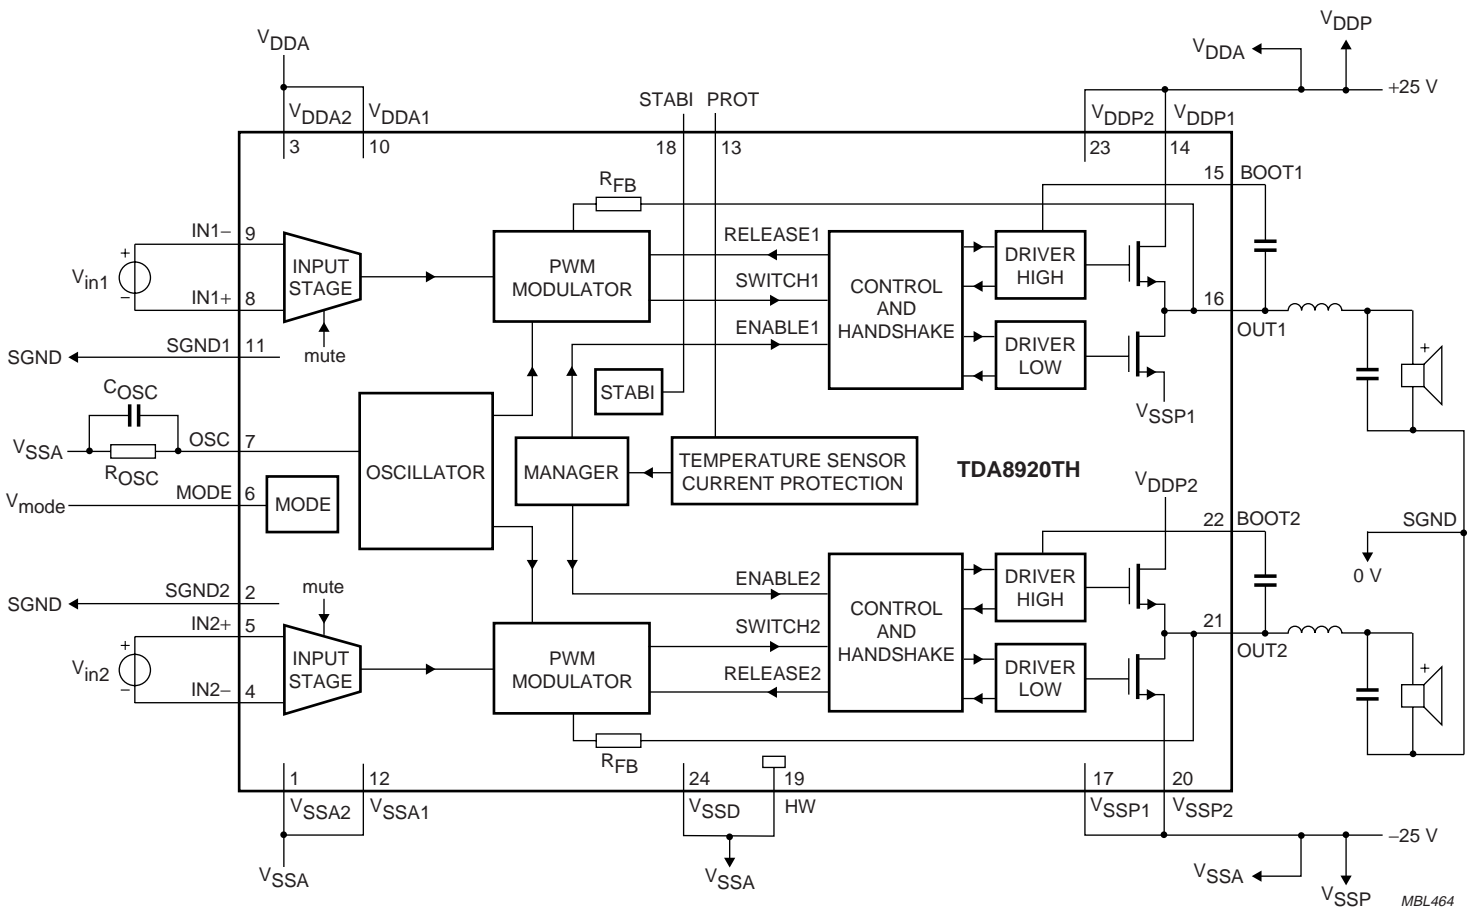 VDDA
VDDA2
VDDA1
3
10
STABI
PROT
18
13
VDDA
VDDP
+25 V
VDDP2
VDDP1
23
14
15
BOOT1
RFB
IN1−
9
Vin1
+
−
IN1+
8
INPUT
STAGE
mute
SGND1
11
SGND
PWM
MODULATOR
RELEASE1
SWITCH1
ENABLE1
CONTROL
AND
HANDSHAKE
DRIVER
HIGH
DRIVER
LOW
16
OUT1
+
VSSP1
COSC
VSSA
ROSC
OSC
7
OSCILLATOR
STABI
MANAGER
TEMPERATURE SENSOR
CURRENT PROTECTION
TDA8920TH
Vmode
MODE
6
MODE
VDDP2
22
BOOT2
SGND
0 V
SGND
SGND2
2
mute
IN2+
5
Vin2
+
−
IN2−
4
INPUT
STAGE
PWM
MODULATOR
ENABLE2
SWITCH2
RELEASE2
CONTROL
AND
HANDSHAKE
DRIVER
HIGH
DRIVER
LOW
21
OUT2
+
RFB
1
12
VSSA2
VSSA1
VSSA
24
19
VSSD
HW
VSSA
17
20
VSSP1
VSSP2
−25 V
VSSA
VSSP
MBL464